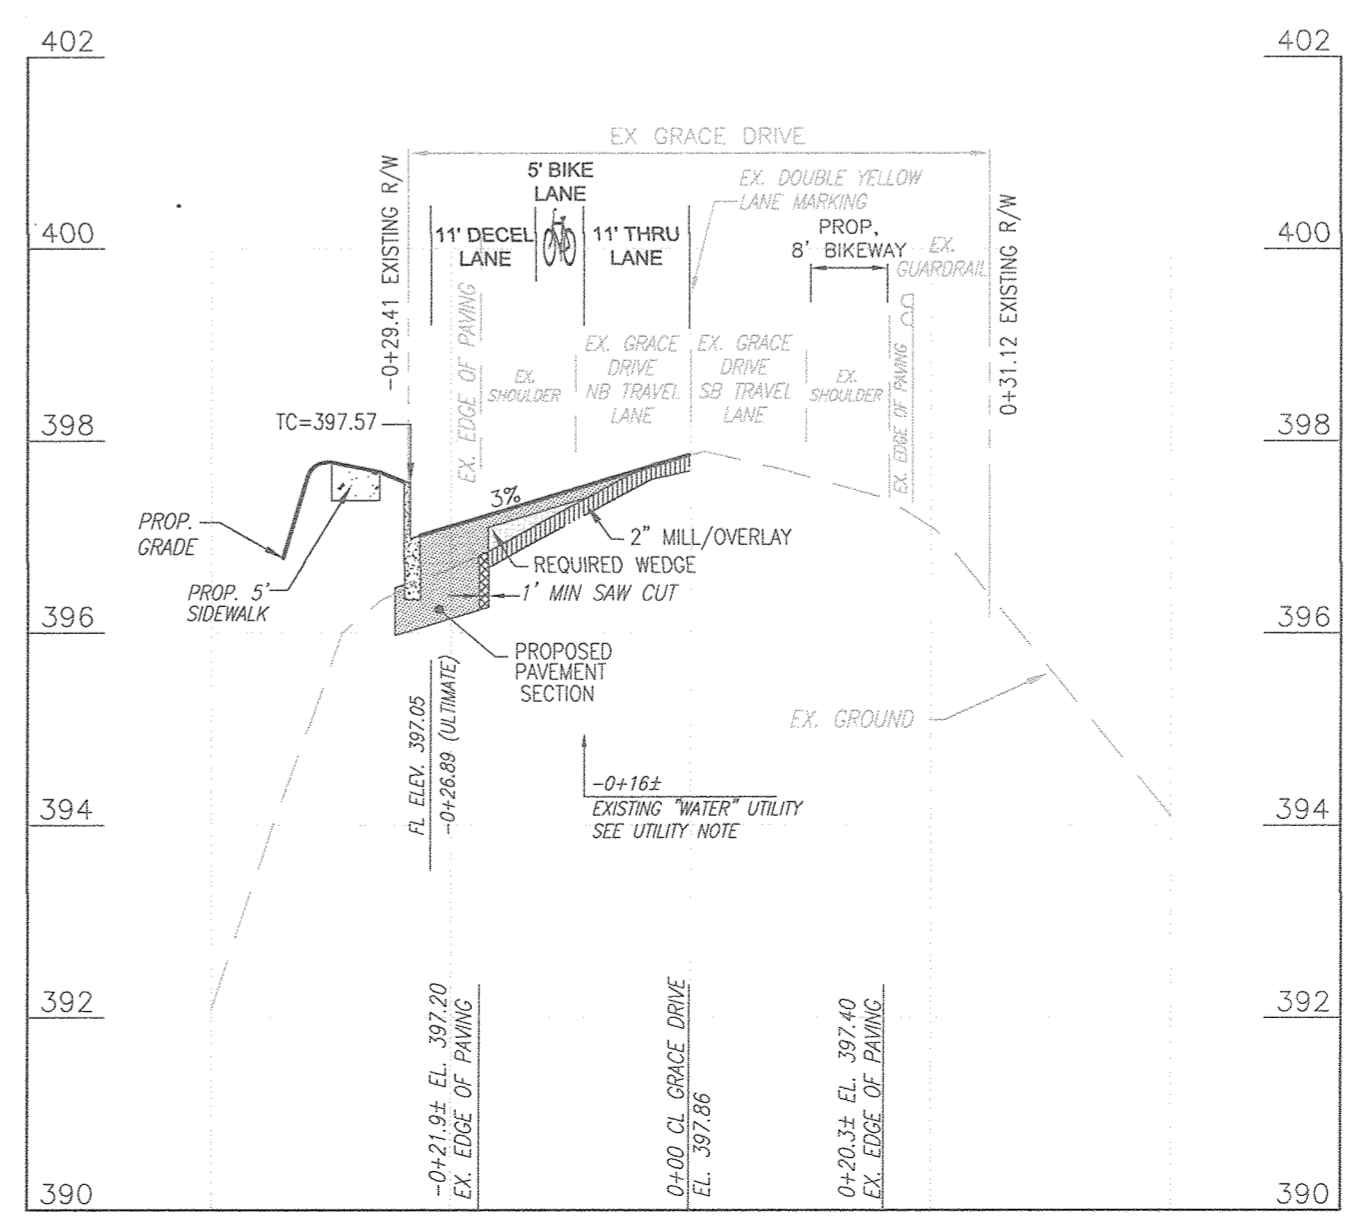 402
402
EX GRACE DRIVE
-0+29.41 EXISTING R/W
5' BIKE
LANE
EX. DOUBLE YELLOW
LANE MARKING
0+31.12 EXISTING R/W
400
11' DECEL
LANE
11' THRU
LANE
PROP,
8' BIKEWAY
EX.
GUARDRAIL
400
EX. EDGE OF PAVING
EX.
SHOULDER
EX. GRACE
DRIVE
NB TRAVEL
LANE
EX. GRACE
DRIVE
SB TRAVEL
LANE
EX.
SHOULDER
EX. EDGE OF PAVING
398
TC=397.57
398
3%
PROP.
GRADE
2" MILL/OVERLAY
REQUIRED WEDGE
PROP. 5'
SIDEWALK
1' MIN SAW CUT
396
396
PROPOSED
PAVEMENT
SECTION
FL ELEV. 397.05
-0+26.89 (ULTIMATE)
EX. GROUND
-0+16±
EXISTING "WATER" UTILITY
SEE UTILITY NOTE
394
394
392
392
-0+21.9± EL. 397.20
EX. EDGE OF PAVING
0+00 CL GRACE DRIVE
EL. 397.86
0+20.3± EL. 397.40
EX. EDGE OF PAVING
390
390